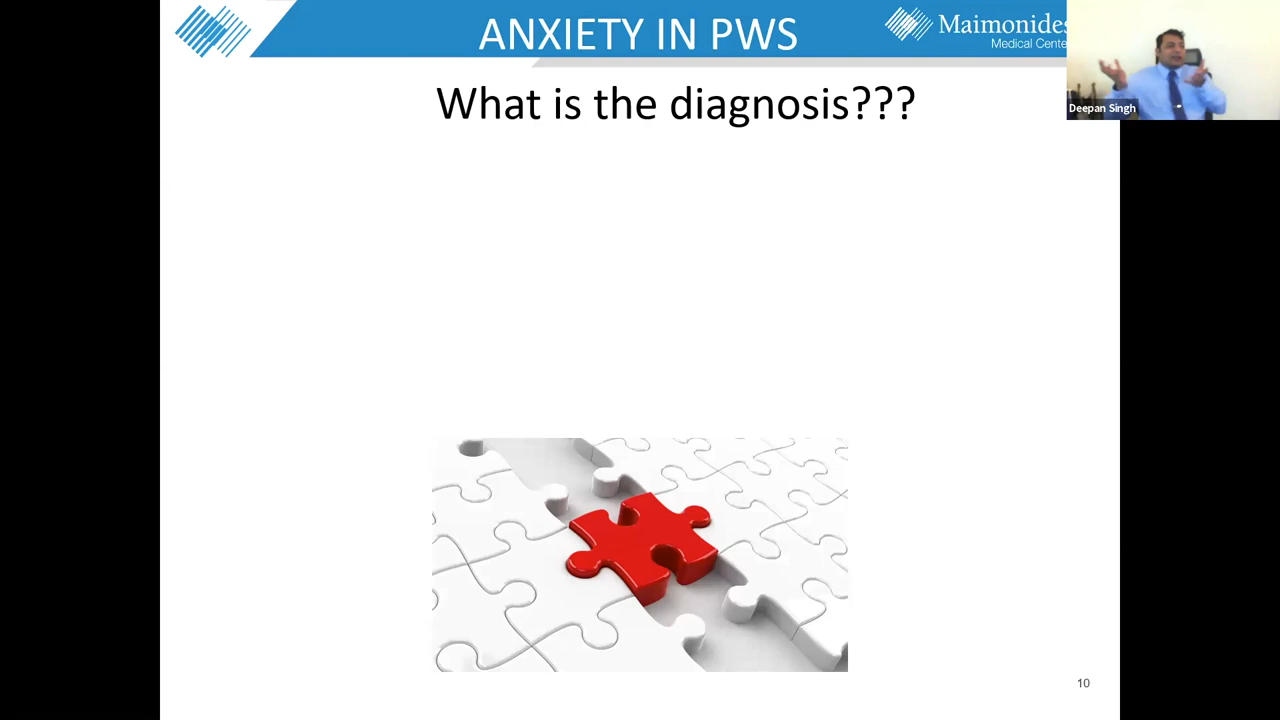 ANXIETY IN PWS
Maimonides
Medical Cente
Deepan Singh
What is the diagnosis???
10